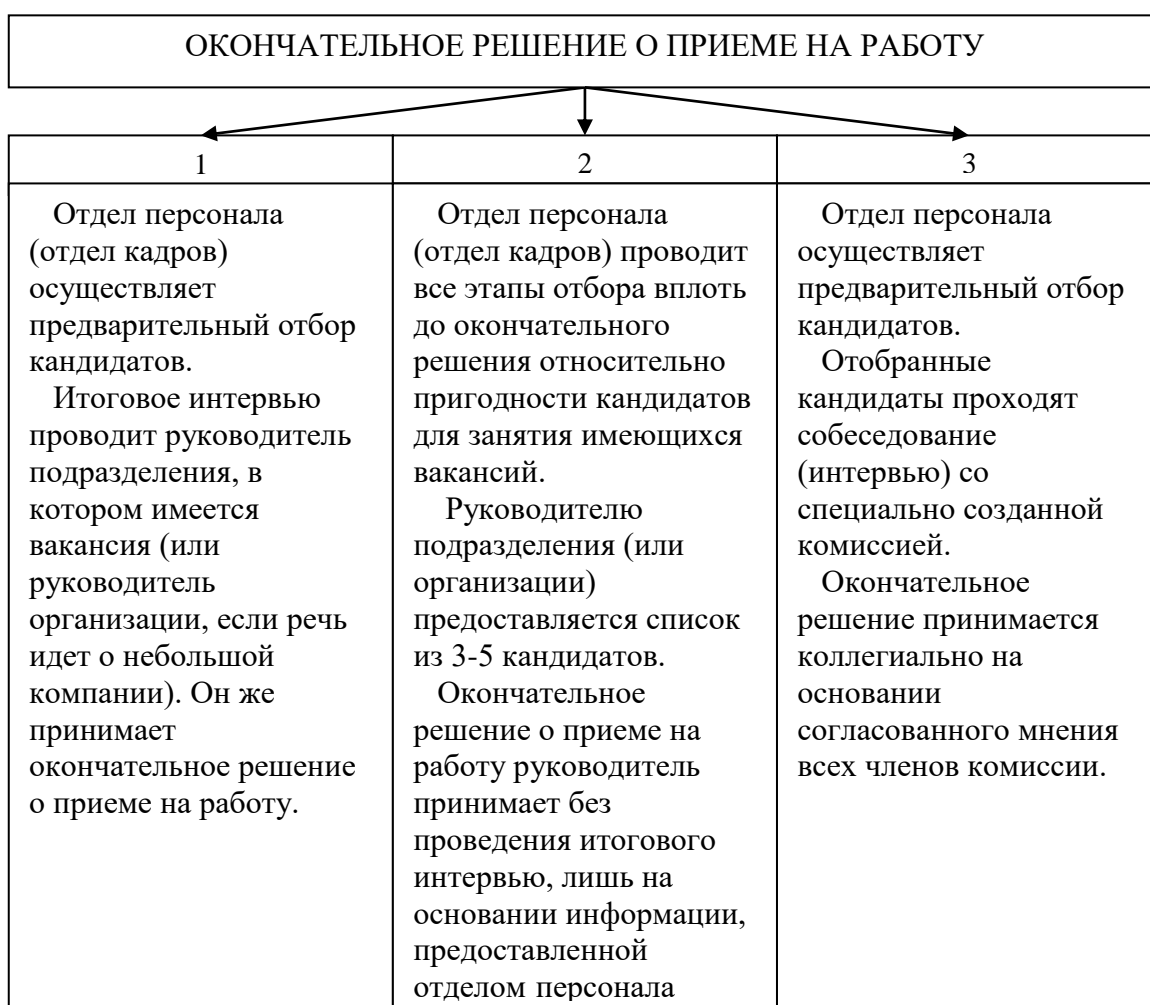 ОКОНЧАТЕЛЬНОЕ РЕШЕНИЕ О ПРИЕМЕ НА РАБОТУ
1
Отдел персонала
(отдел кадров)
осуществляет
предварительный отбор
кандидатов.
Итоговое интервью
проводит руководитель
подразделения, в
котором имеется
вакансия (или
руководитель
организации, если речь
идет о небольшой
компании). Он же
принимает
окончательное решение
о приеме на работу.
2
Отдел персонала
(отдел кадров) проводит
все этапы отбора вплоть
до окончательного
решения относительно
пригодности кандидатов
для занятия имеющихся
вакансий.
Руководителю
подразделения (или
организации)
предоставляется список
из 3-5 кандидатов.
Окончательное
решение о приеме на
работу руководитель
принимает без
проведения итогового
интервью, лишь на
основании информации,
предоставленной
отделом персонала
3
Отдел персонала
осуществляет
предварительный отбор
кандидатов.
Отобранные
кандидаты проходят
собеседование
(интервью) со
специально созданной
комиссией.
Окончательное
решение принимается
коллегиально на
основании
согласованного мнения
всех членов комиссии.